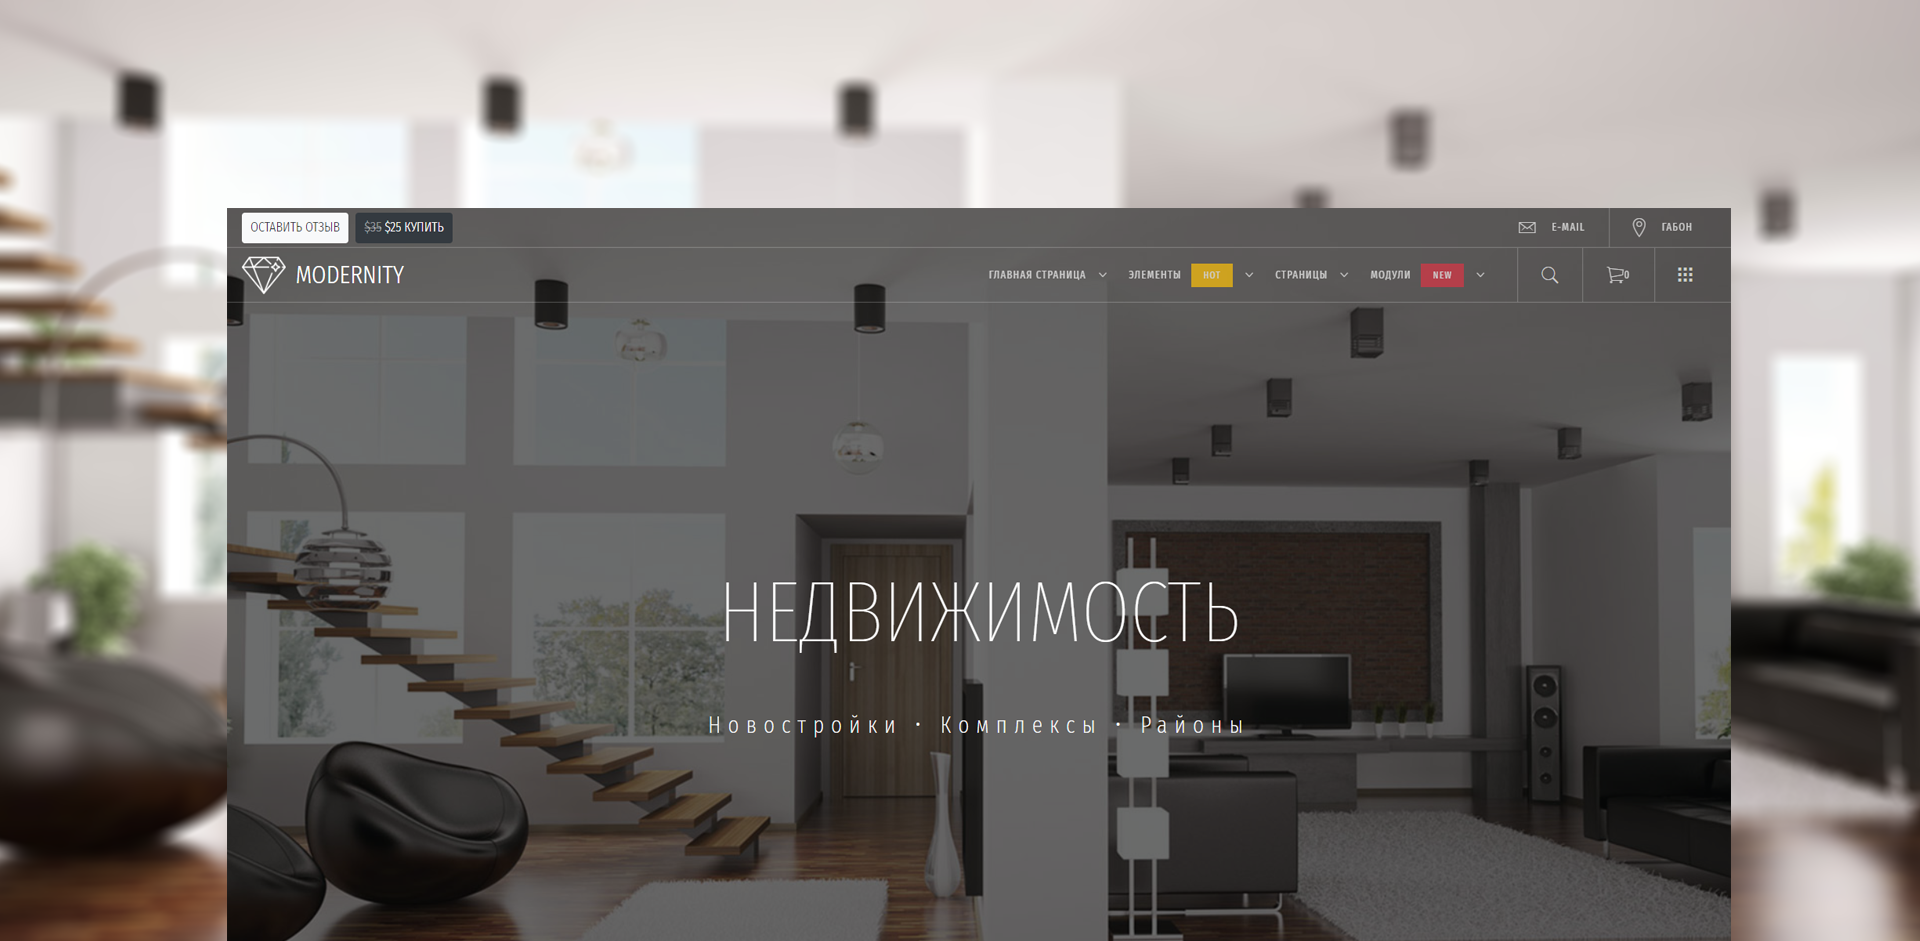 ОСТАВИТЬ ОТЗЫВ $35 $25 КУПИТЬ E-MAIL ГАБОН
MODERNITY ГЛАВНАЯ СТРАНИЦА ЭЛЕМЕНТЫ HOT СТРАНИЦЫ МОДУЛИ NEW 0
НЕДВИЖИМОСТЬ
Новостройки • Комплексы • Районы